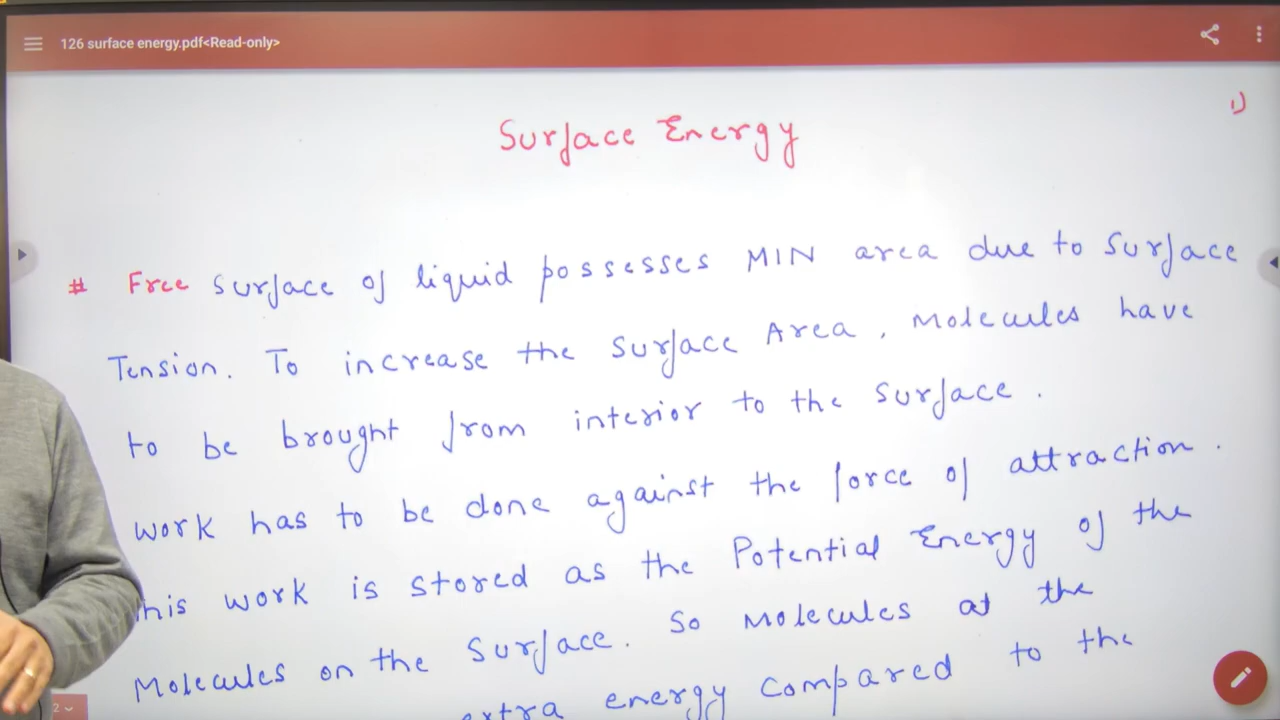 126 surface energy.pdf<Read-only>
1)
Surface Energy
# Free surface of liquid possesses MIN area due to Surface
Tension. To increase the surface Area, Molecules have
to be brought from interior to the surface.
work has to be done against the force of attraction.
his work is stored as the Potential Energy of the
Molecules on the surface. So Molecules at the
extra energy compared to the
2